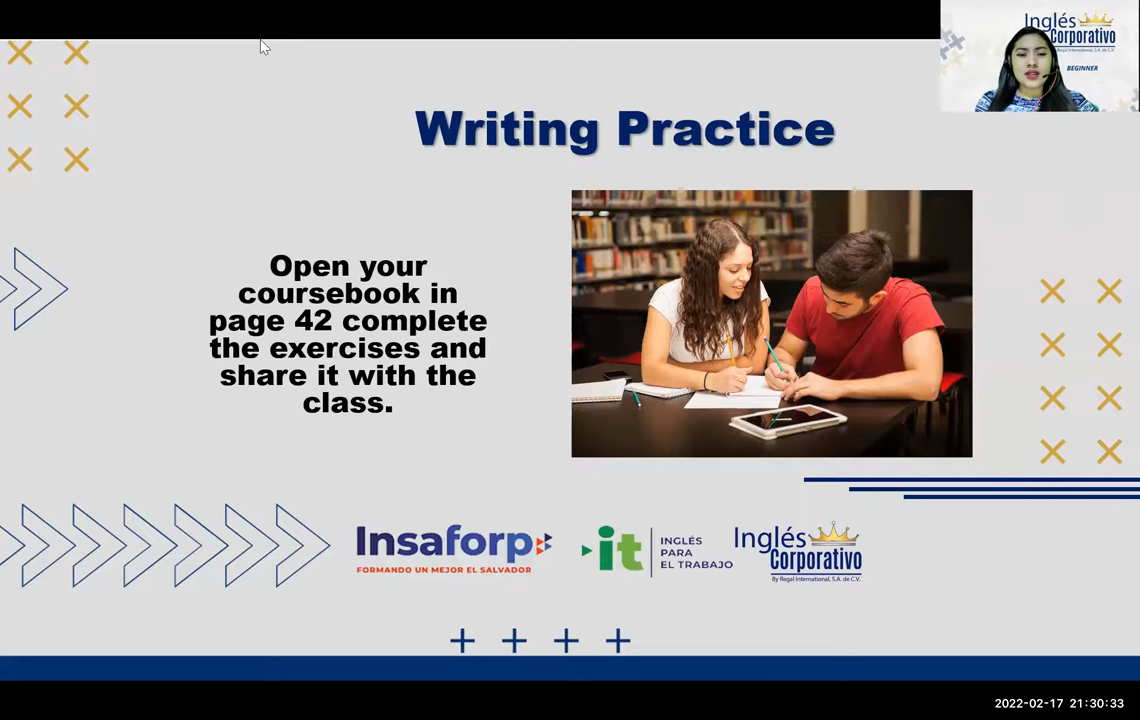 Inglés
Corporativo
By Regal International, S.A. de C.V.
BEGINNER
Writing Practice
Open your
coursebook in
page 42 complete
the exercises and
share it with the
class.
Insaforp
FORMANDO UN MEJOR EL SALVADOR
it
INGLÉS
PARA
EL TRABAJO
Inglés
Corporativo
By Regal International, S.A. de C.V.
2022-02-17 21:30:33